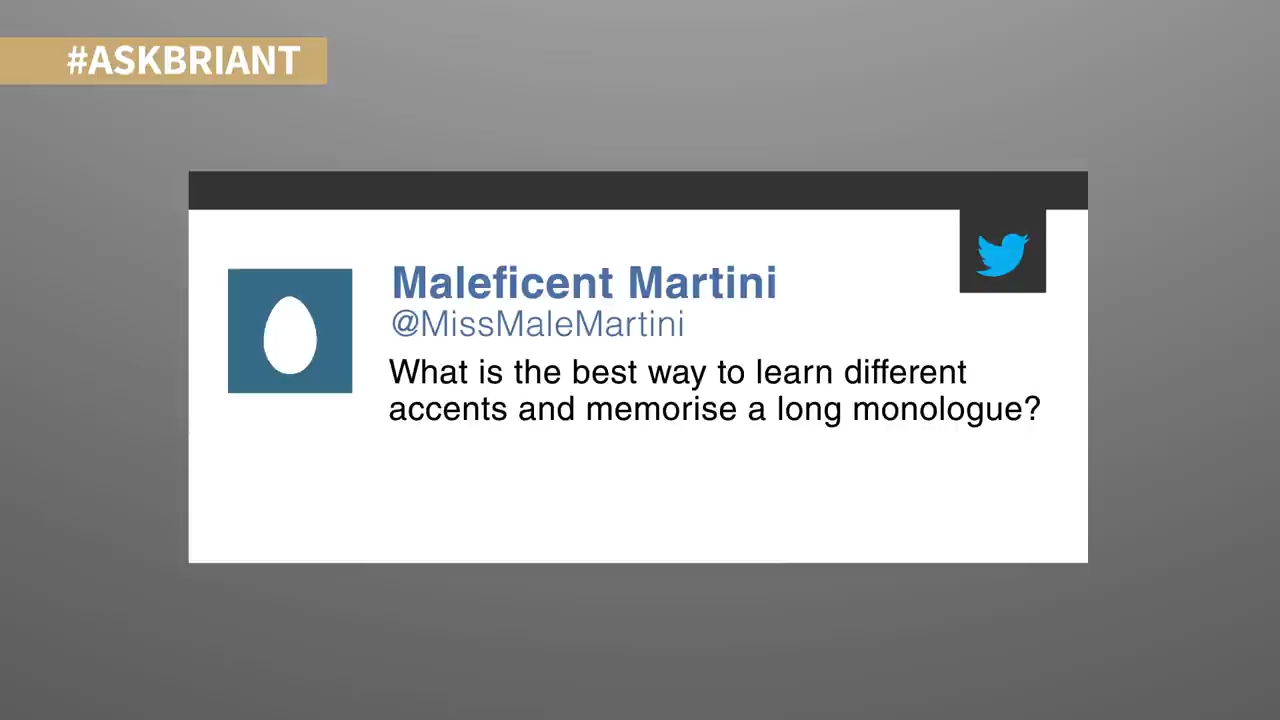 #ASKBRIANT
Maleficent Martini
@MissMaleMartini
What is the best way to learn different
accents and memorise a long monologue?